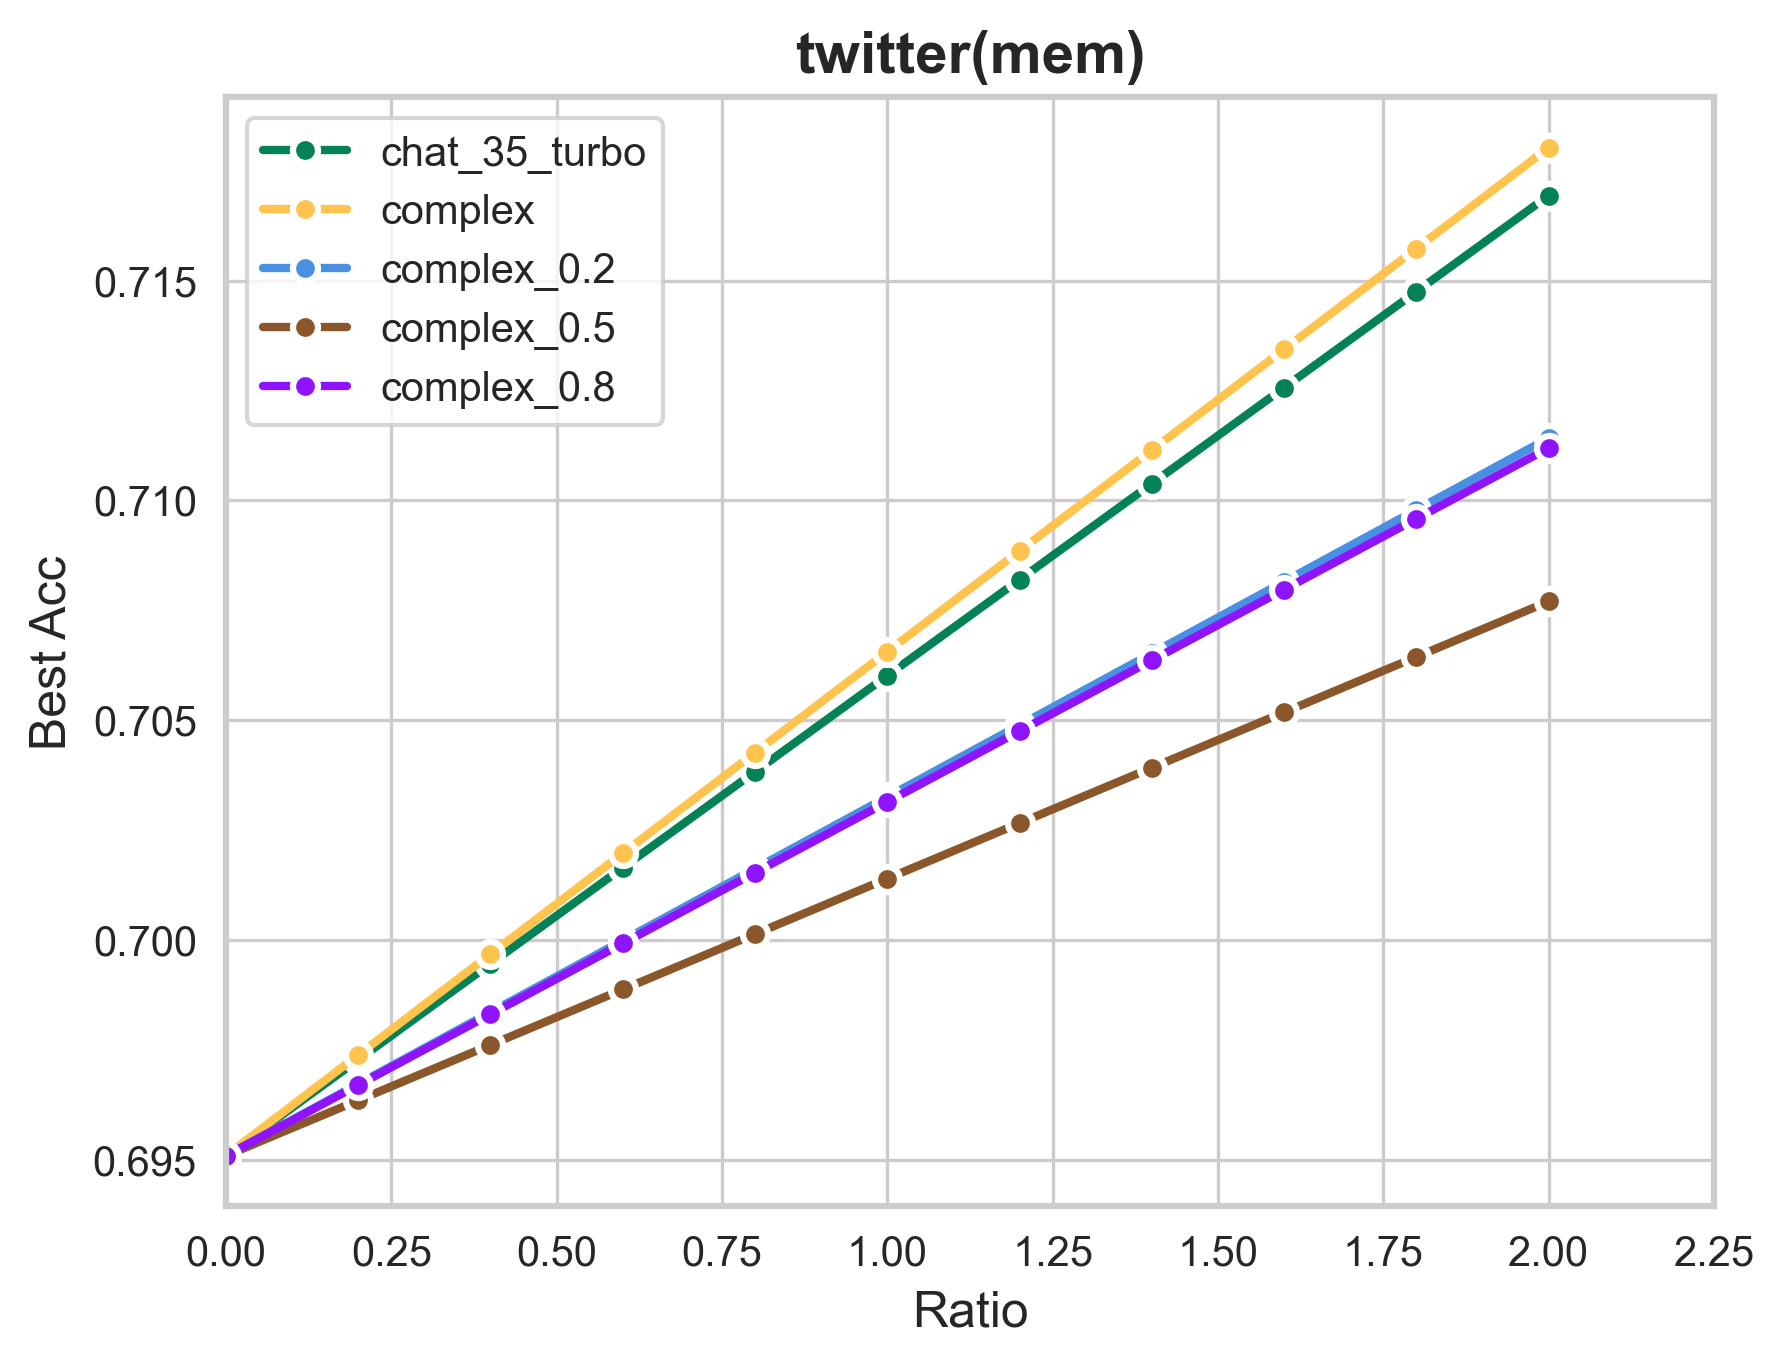 twitter(mem)
chat_35_turbo
complex
complex_0.2
complex_0.5
complex_0.8
0.715
0.710
0.705
0.700
0.695
Best Acc
0.00 0.25 0.50 0.75 1.00 1.25 1.50 1.75 2.00 2.25
Ratio